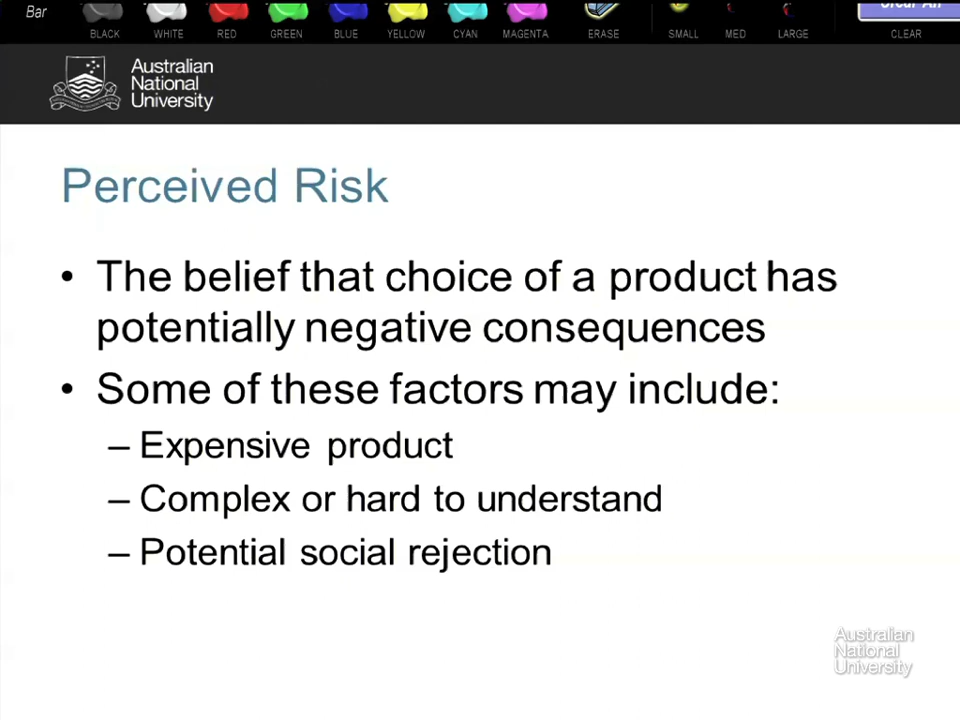 Bar
BLACK WHITE RED GREEN BLUE YELLOW CYAN MAGENTA ERASE SMALL MED LARGE CLEAR
Australian
National
University
Perceived Risk
• The belief that choice of a product has
potentially negative consequences
• Some of these factors may include:
– Expensive product
– Complex or hard to understand
– Potential social rejection
Australian
National
University